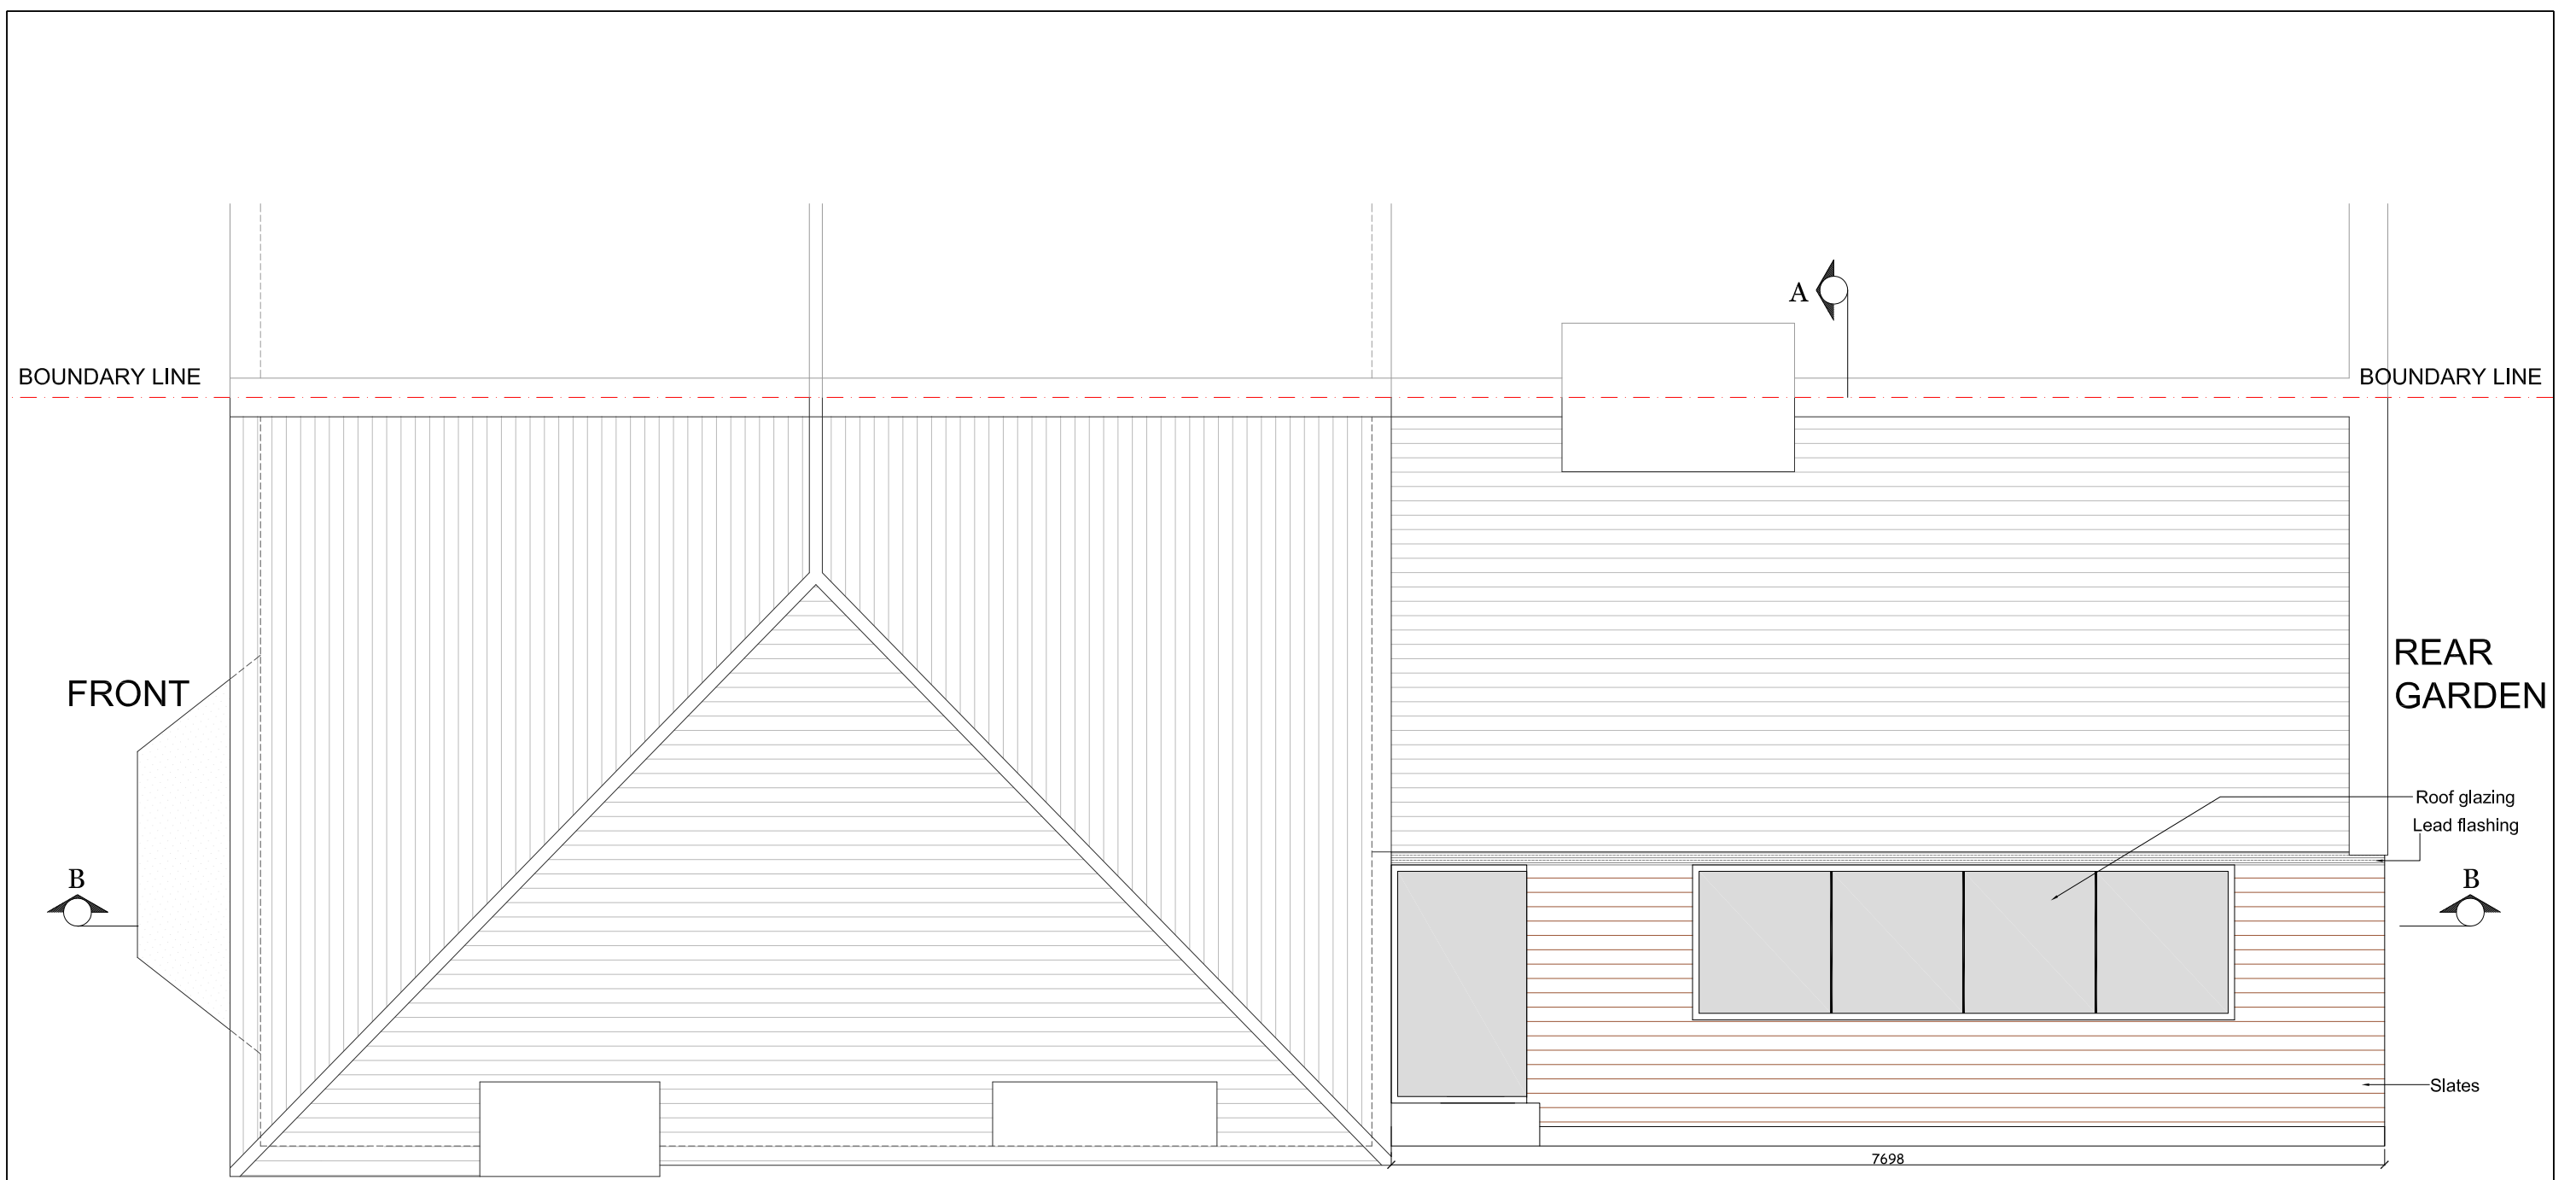 A
BOUNDARY LINE
BOUNDARY LINE
FRONT
REAR
GARDEN
Roof glazing
Lead flashing
B
B
Slates
7698